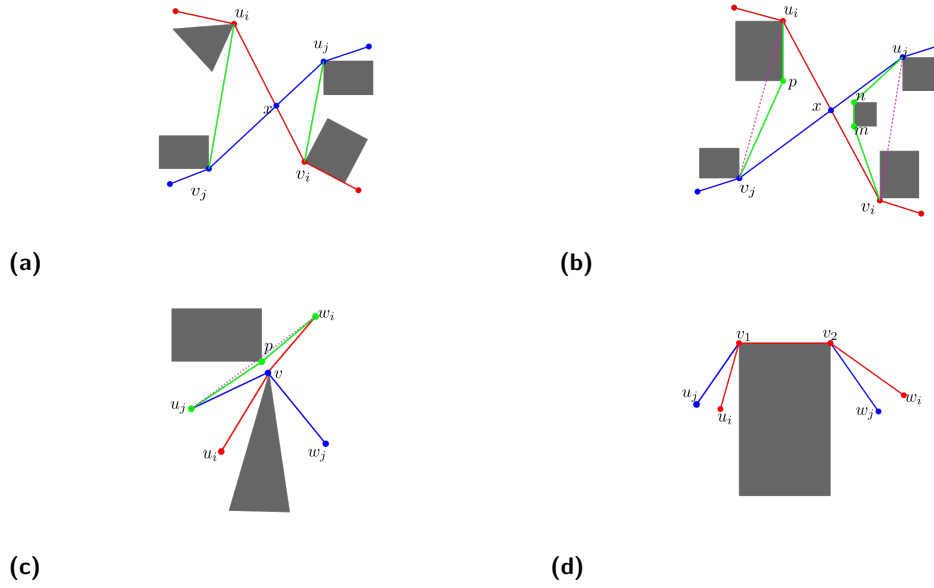 u_i
u_j
x
v_i
v_j
(a)
u_i
u_j
p
n
x
m
v_j
v_i
(b)
w_i
p
v
u_j
u_i
w_j
(c)
v_1 v_2
u_j
u_i
w_i
w_j
(d)